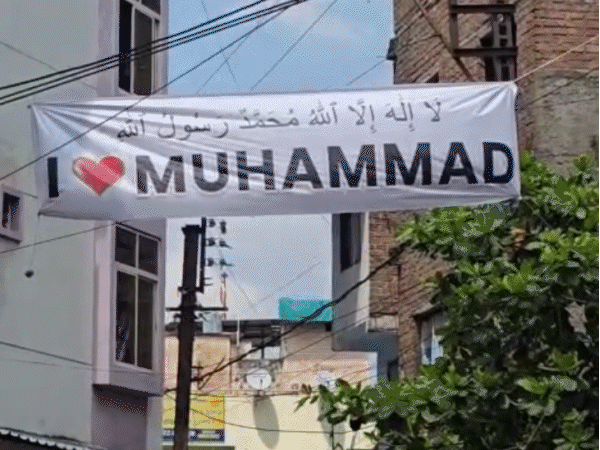 لا إله إلا الله محمد رسول الله
I ❤ MUHAMMAD